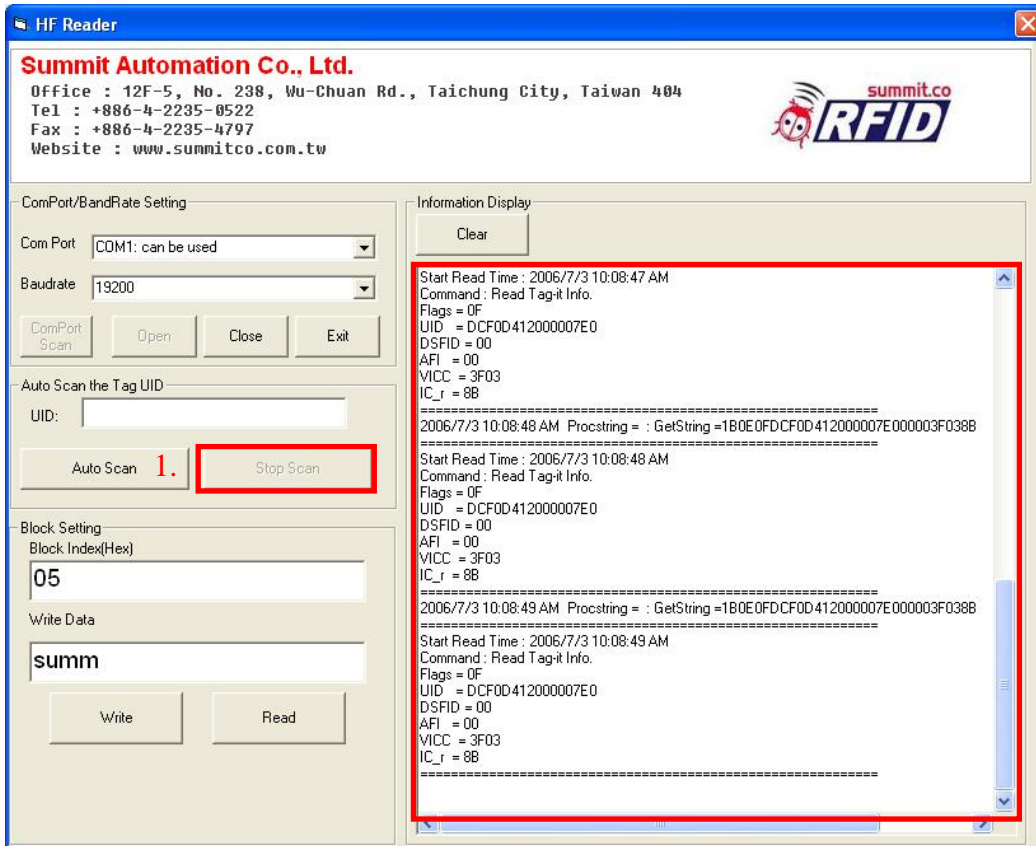 HF Reader
Summit Automation Co., Ltd.
Office : 12F-5, No. 238, Wu-Chuan Rd., Taichung City, Taiwan 404
Tel : +886-4-2235-0522
Fax : +886-4-2235-4797
Website : www.summitco.com.tw
summit.co
RFID
ComPort/BandRate Setting
Com Port COM1: can be used
Baudrate 19200
ComPort Scan Open Close Exit
Auto Scan the Tag UID
UID:
Auto Scan 1. Stop Scan
Block Setting
Block Index(Hex)
05
Write Data
summ
Write Read
Information Display
Clear
Start Read Time : 2006/7/3 10:08:47 AM
Command : Read Tag-it Info.
Flags = 0F
UID = DCF0D412000007E0
DSFID = 00
AFI = 00
VICC = 3F03
IC_r = 8B
==========================================================
2006/7/3 10:08:48 AM Procstring = : GetString =1B0E0FDCF0D412000007E000003F038B
==========================================================
Start Read Time : 2006/7/3 10:08:48 AM
Command : Read Tag-it Info.
Flags = 0F
UID = DCF0D412000007E0
DSFID = 00
AFI = 00
VICC = 3F03
IC_r = 8B
==========================================================
2006/7/3 10:08:49 AM Procstring = : GetString =1B0E0FDCF0D412000007E000003F038B
==========================================================
Start Read Time : 2006/7/3 10:08:49 AM
Command : Read Tag-it Info.
Flags = 0F
UID = DCF0D412000007E0
DSFID = 00
AFI = 00
VICC = 3F03
IC_r = 8B
==========================================================